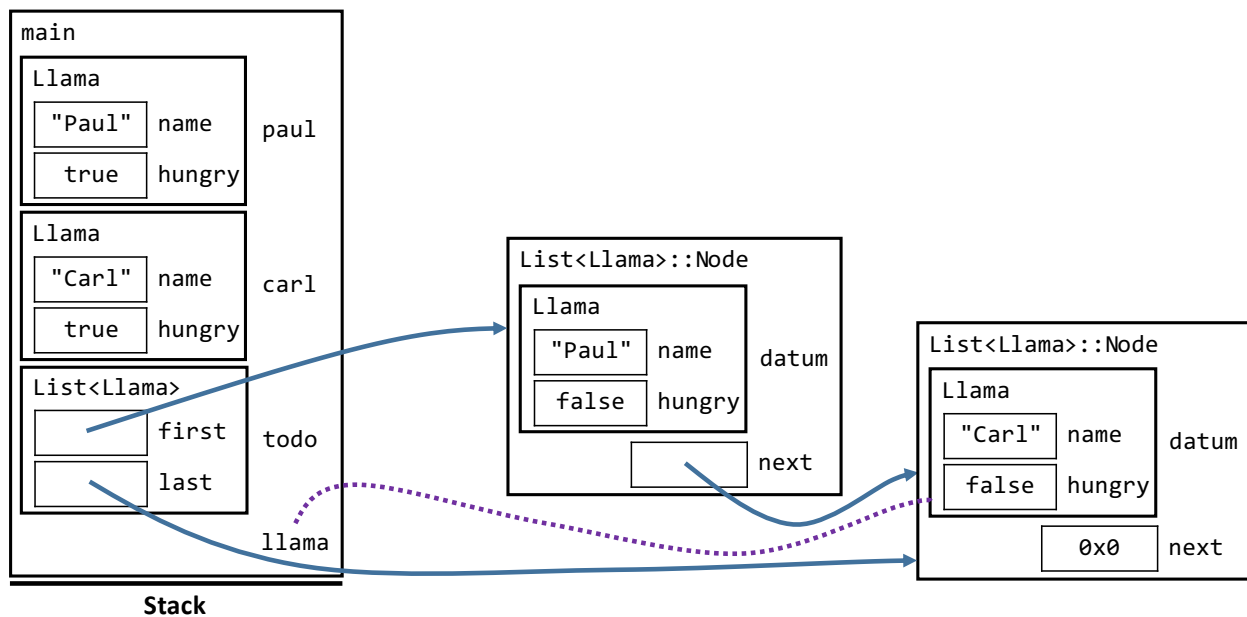 main
Llama
"Paul" name
paul
true hungry
Llama
"Carl" name
carl
true hungry
List<Llama>
first
todo
last
llama
Stack
List<Llama>::Node
Llama
"Paul" name
datum
false hungry
next
List<Llama>::Node
Llama
"Carl" name
datum
false hungry
0x0 next